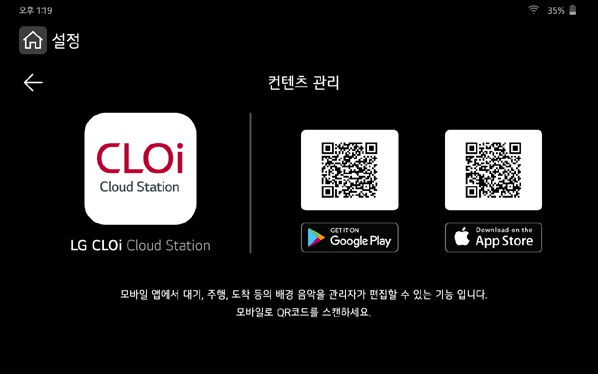 오후 1:19
35%
설정
컨텐츠 관리
CLOi
Cloud Station
LG CLOi Cloud Station
GET IT ON
Google Play
Download on the
App Store
모바일 앱에서 대기, 주행, 도착 등의 배경 음악을 관리자가 편집할 수 있는 기능 입니다.
모바일로 QR코드를 스캔하세요.